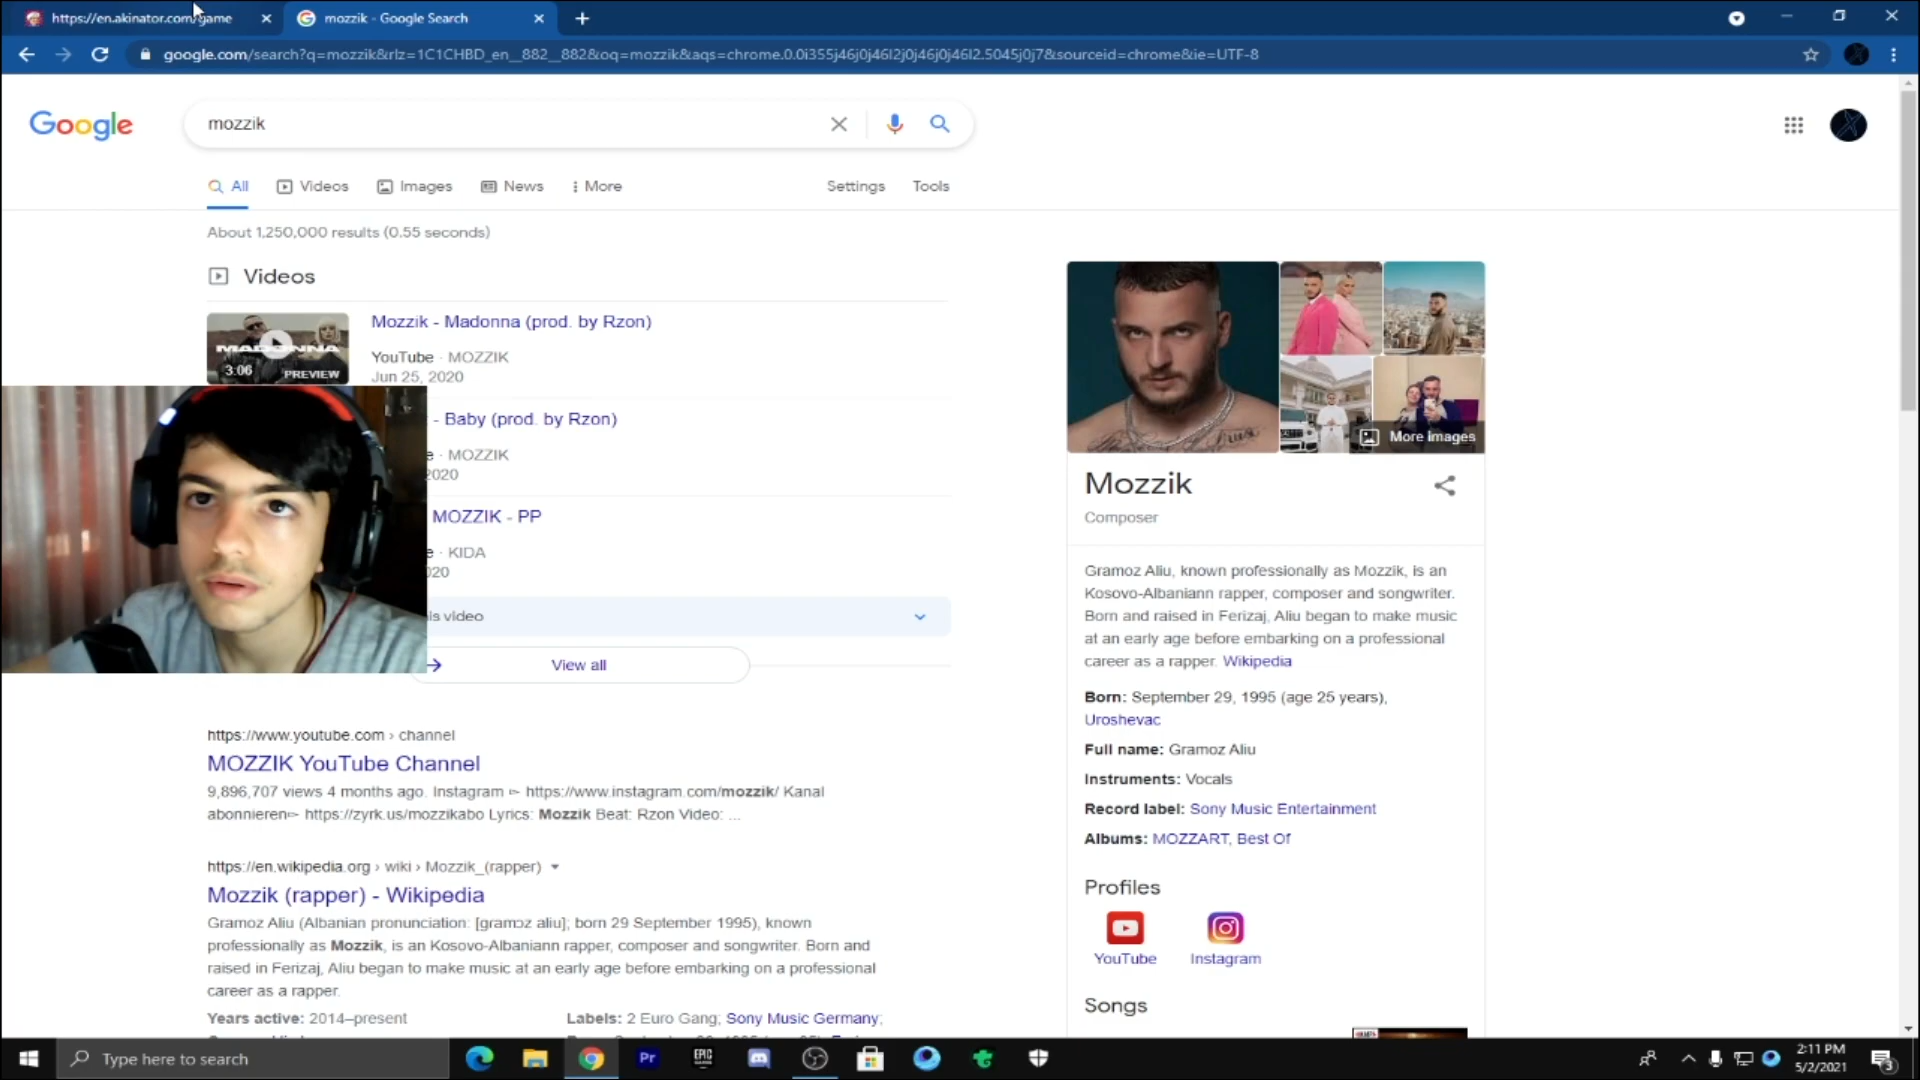 https://en.akinator.com/game
mozzik - Google Search
google.com/search?q=mozzik&rlz=1C1CHBD_en__882__882&oq=mozzik&aqs=chrome.0.0i355j46j0j46l2j0j46j0j46l2.5045j0j7&sourceid=chrome&ie=UTF-8
Google
mozzik
All Videos Images News More Settings Tools
About 1,250,000 results (0.55 seconds)
Videos
MADONNA
3:06 PREVIEW
Mozzik - Madonna (prod. by Rzon)
YouTube · MOZZIK
Jun 25, 2020
- Baby (prod. by Rzon)
e · MOZZIK
2020
MOZZIK - PP
e · KIDA
020
is video
View all
https://www.youtube.com › channel
MOZZIK YouTube Channel
9,896,707 views 4 months ago. Instagram ▻ https://www.instagram.com/mozzik/ Kanal
abonnieren▻ https://zyrk.us/mozzikabo Lyrics: Mozzik Beat: Rzon Video: ...
https://en.wikipedia.org › wiki › Mozzik_(rapper)
Mozzik (rapper) - Wikipedia
Gramoz Aliu (Albanian pronunciation: [gramɔz aliu]; born 29 September 1995), known
professionally as Mozzik, is an Kosovo-Albaniann rapper, composer and songwriter. Born and
raised in Ferizaj, Aliu began to make music at an early age before embarking on a professional
career as a rapper.
Years active: 2014–present
Labels: 2 Euro Gang; Sony Music Germany;
More images
Mozzik
Composer
Gramoz Aliu, known professionally as Mozzik, is an
Kosovo-Albaniann rapper, composer and songwriter.
Born and raised in Ferizaj, Aliu began to make music
at an early age before embarking on a professional
career as a rapper. Wikipedia
Born: September 29, 1995 (age 25 years),
Uroshevac
Full name: Gramoz Aliu
Instruments: Vocals
Record label: Sony Music Entertainment
Albums: MOZZART, Best Of
Profiles
YouTube Instagram
Songs
Type here to search
Pr
EPIC
2:11 PM
5/2/2021
3